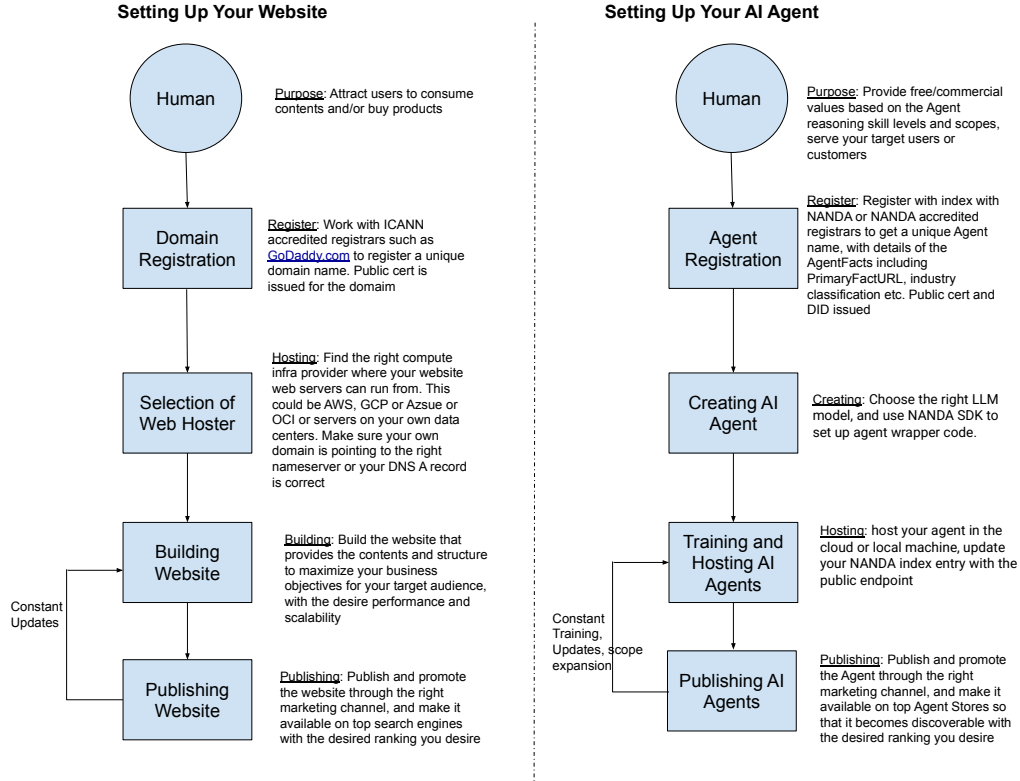 Setting Up Your Website
Human
Purpose: Attract users to consume
contents and/or buy products
Domain
Registration
Register: Work with ICANN
accredited registrars such as
GoDaddy.com to register a unique
domain name. Public cert is
issued for the domaim
Selection of
Web Hoster
Hosting: Find the right compute
infra provider where your website
web servers can run from. This
could be AWS, GCP or Azsue or
OCI or servers on your own data
centers. Make sure your own
domain is pointing to the right
nameserver or your DNS A record
is correct
Building
Website
Building: Build the website that
provides the contents and structure
to maximize your business
objectives for your target audience,
with the desire performance and
scalability
Constant
Updates
Publishing
Website
Publishing: Publish and promote
the website through the right
marketing channel, and make it
available on top search engines
with the desired ranking you desire
Setting Up Your AI Agent
Human
Purpose: Provide free/commercial
values based on the Agent
reasoning skill levels and scopes,
serve your target users or
customers
Agent
Registration
Register: Register with index with
NANDA or NANDA accredited
registrars to get a unique Agent
name, with details of the
AgentFacts including
PrimaryFactURL, industry
classification etc. Public cert and
DID issued
Creating AI
Agent
Creating: Choose the right LLM
model, and use NANDA SDK to
set up agent wrapper code.
Training and
Hosting AI
Agents
Hosting: host your agent in the
cloud or local machine, update
your NANDA index entry with the
public endpoint
Constant
Training,
Updates, scope
expansion
Publishing AI
Agents
Publishing: Publish and promote
the Agent through the right
marketing channel, and make it
available on top Agent Stores so
that it becomes discoverable with
the desired ranking you desire